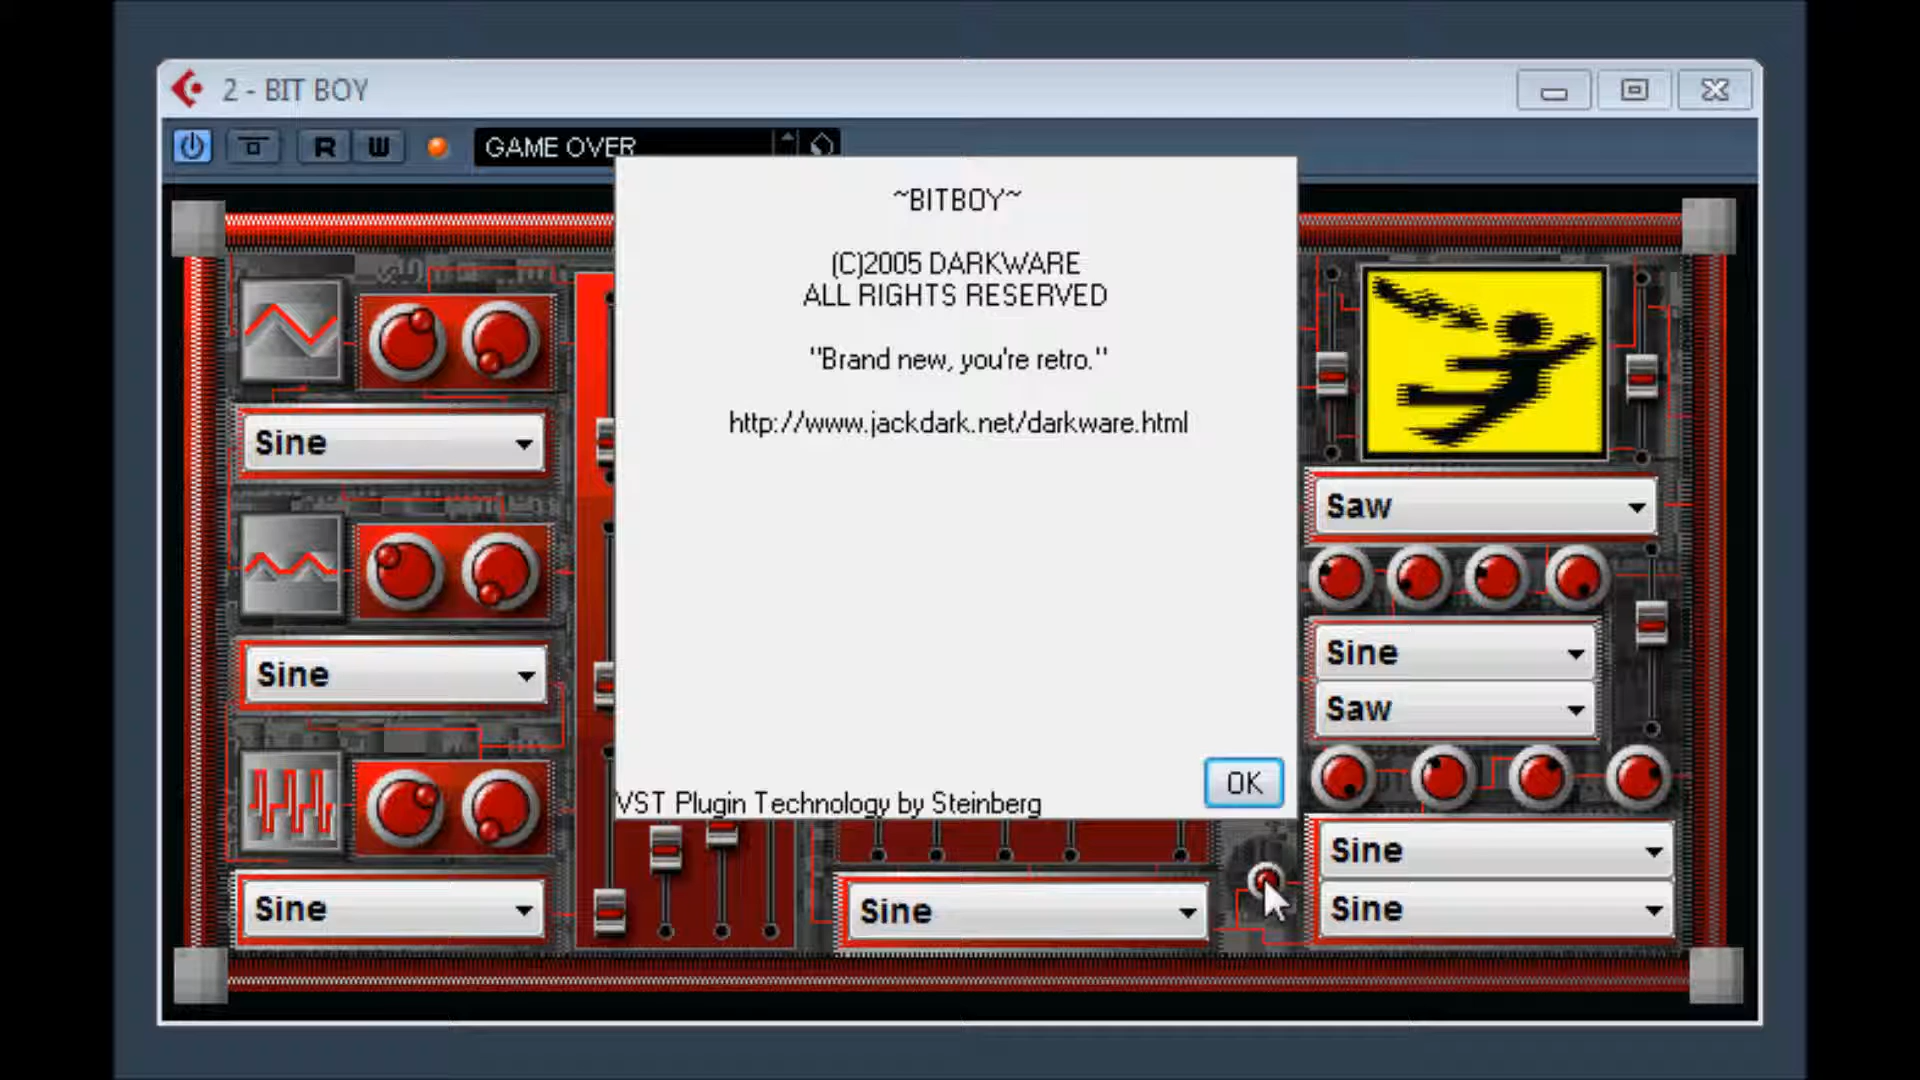 2 - BIT BOY
R W GAME OVER
~BITBOY~
(C)2005 DARKWARE
ALL RIGHTS RESERVED
"Brand new, you're retro."
http://www.jackdark.net/darkware.html
VST Plugin Technology by Steinberg
OK
Sine
Sine
Sine
Sine
Saw
Sine
Saw
Sine
Sine